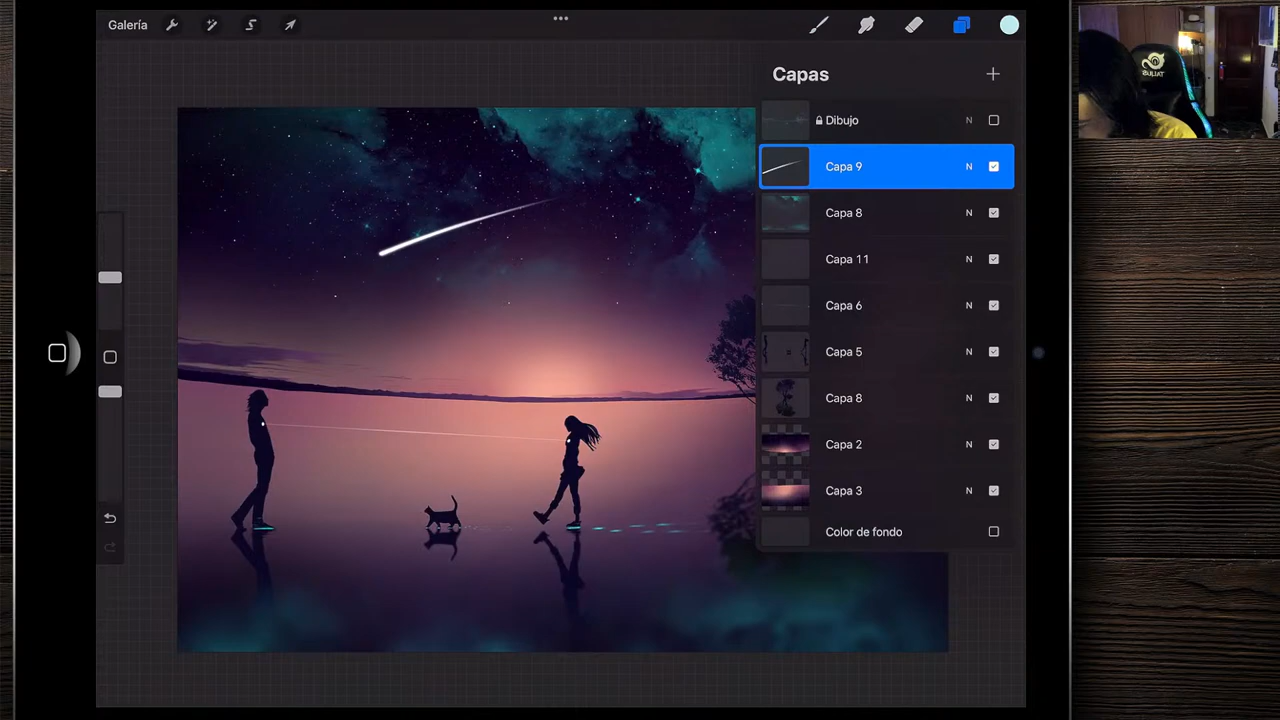 Galería
Capas
Dibujo N
Capa 9 N
Capa 8 N
Capa 11 N
Capa 6 N
Capa 5 N
Capa 8 N
Capa 2 N
Capa 3 N
Color de fondo